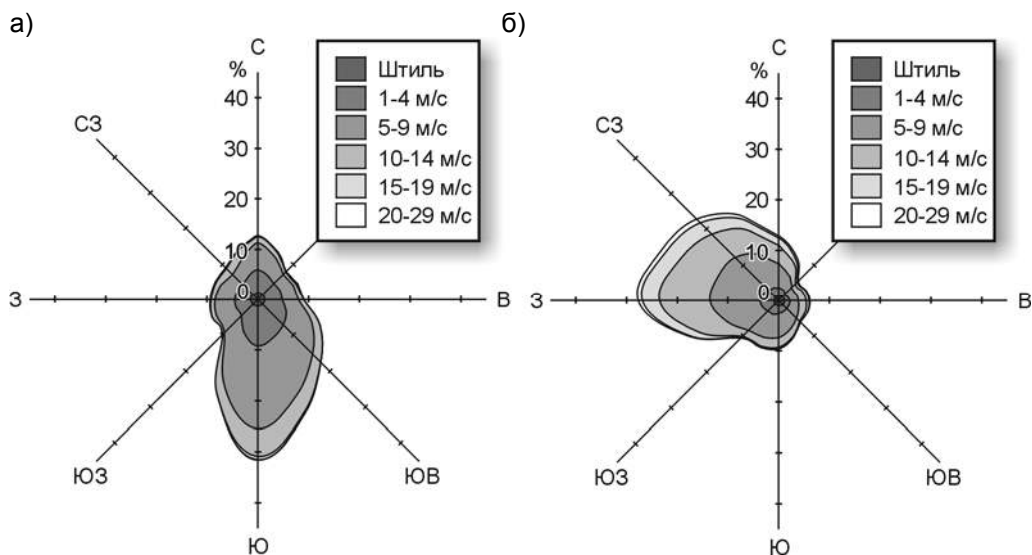 а)
С
%
40
30
20
10
0
СЗ
З
В
ЮЗ
ЮВ
Ю
Штиль
1-4 м/с
5-9 м/с
10-14 м/с
15-19 м/с
20-29 м/с
б)
С
%
40
30
20
10
0
СЗ
З
В
ЮЗ
ЮВ
Ю
Штиль
1-4 м/с
5-9 м/с
10-14 м/с
15-19 м/с
20-29 м/с